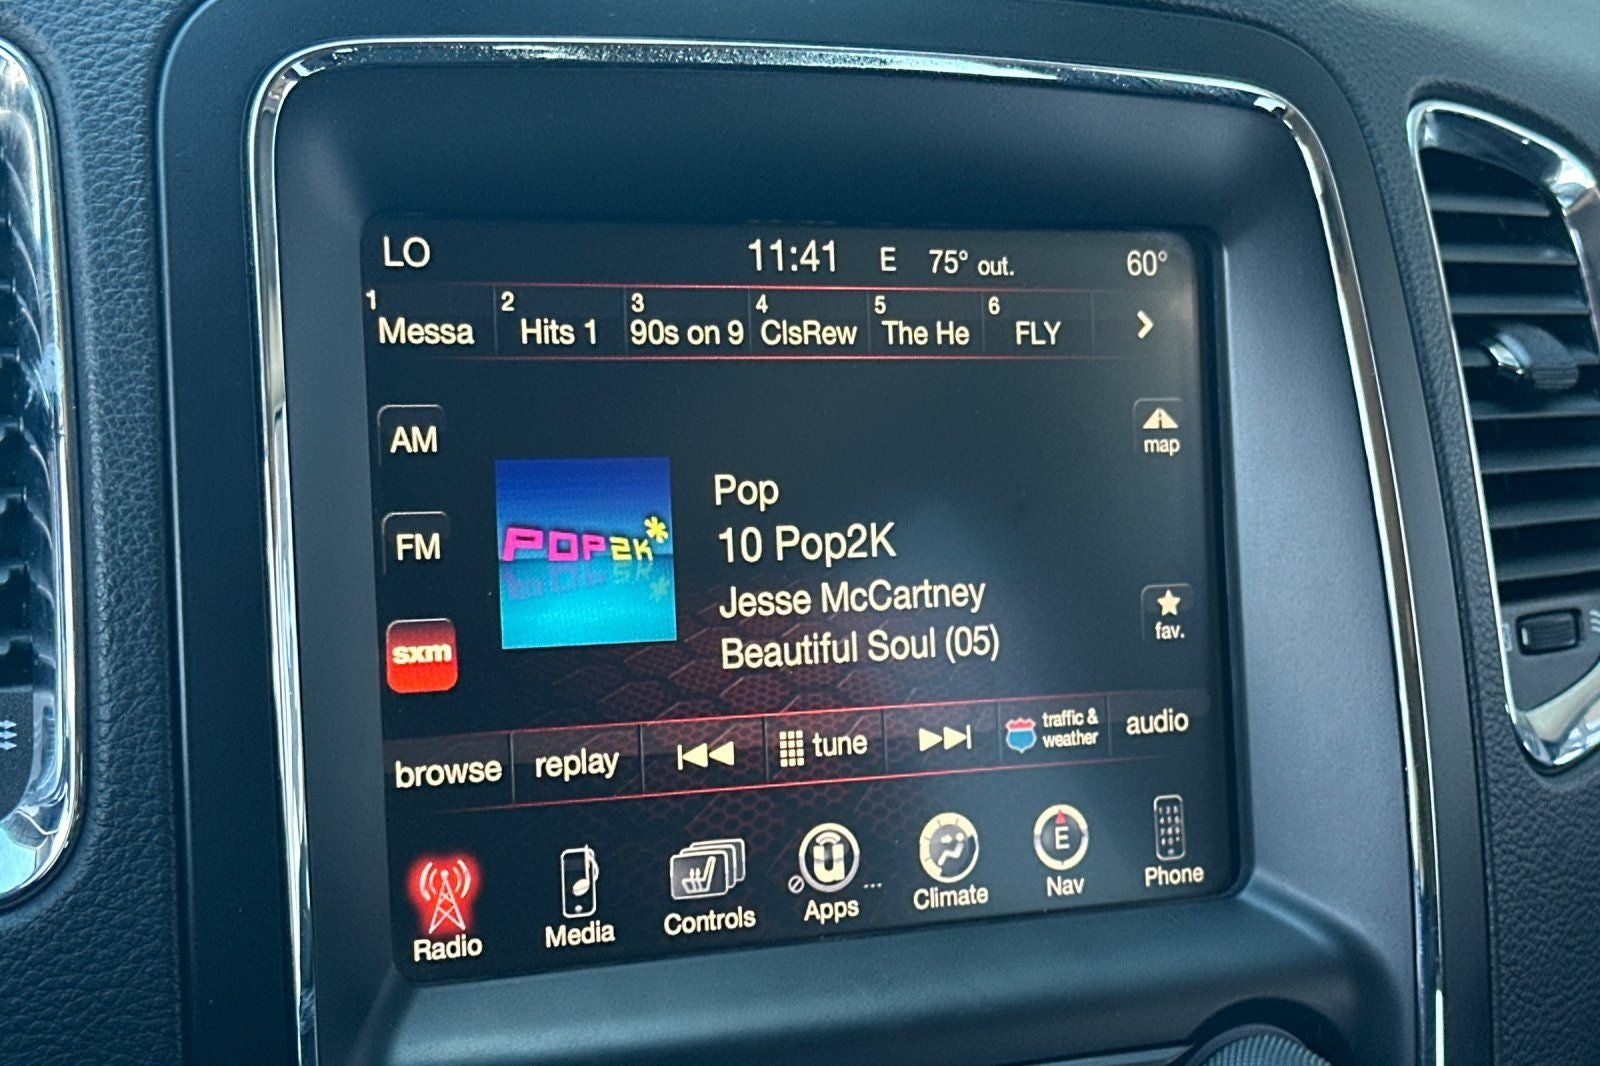 LO 11:41 E 75° out. 60°
1 Messa 2 Hits 1 3 90s on 9 4 ClsRew 5 The He 6 FLY
AM
map
Pop
POP2K*
10 Pop2K
FM
Jesse McCartney
fav.
sxm
Beautiful Soul (05)
browse replay tune traffic & weather audio
E
Radio Media Controls Apps ... Climate Nav Phone